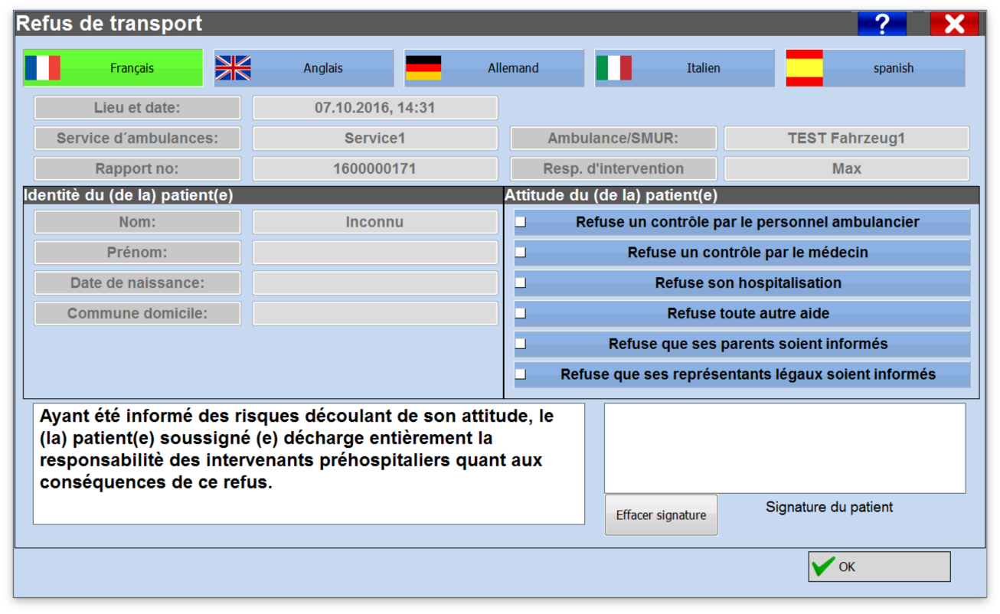 Refus de transport
?
Français
Anglais
Allemand
Italien
spanish
Lieu et date:
07.10.2016, 14:31
Service d´ambulances:
Service1
Ambulance/SMUR:
TEST Fahrzeug1
Rapport no:
1600000171
Resp. d'intervention
Max
Identitè du (de la) patient(e)
Nom:
Inconnu
Prénom:
Date de naissance:
Commune domicile:
Attitude du (de la) patient(e)
Refuse un contrôle par le personnel ambulancier
Refuse un contrôle par le médecin
Refuse son hospitalisation
Refuse toute autre aide
Refuse que ses parents soient informés
Refuse que ses représentants légaux soient informés
Ayant été informé des risques découlant de son attitude, le
(la) patient(e) soussigné (e) décharge entièrement la
responsabilitè des intervenants préhospitaliers quant aux
conséquences de ce refus.
Effacer signature
Signature du patient
OK